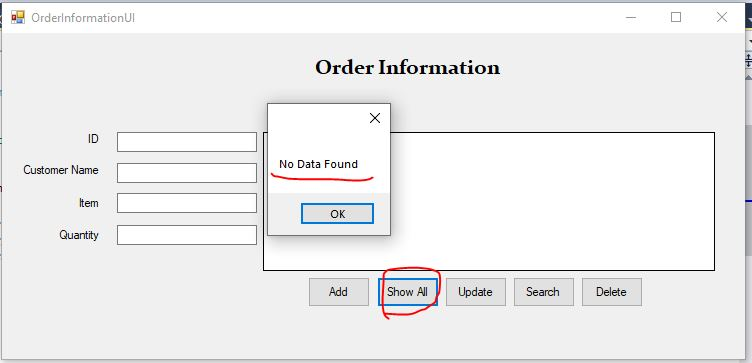 OrderInformationUI
Order Information
ID
Customer Name
Item
Quantity
No Data Found
OK
Add
Show All
Update
Search
Delete